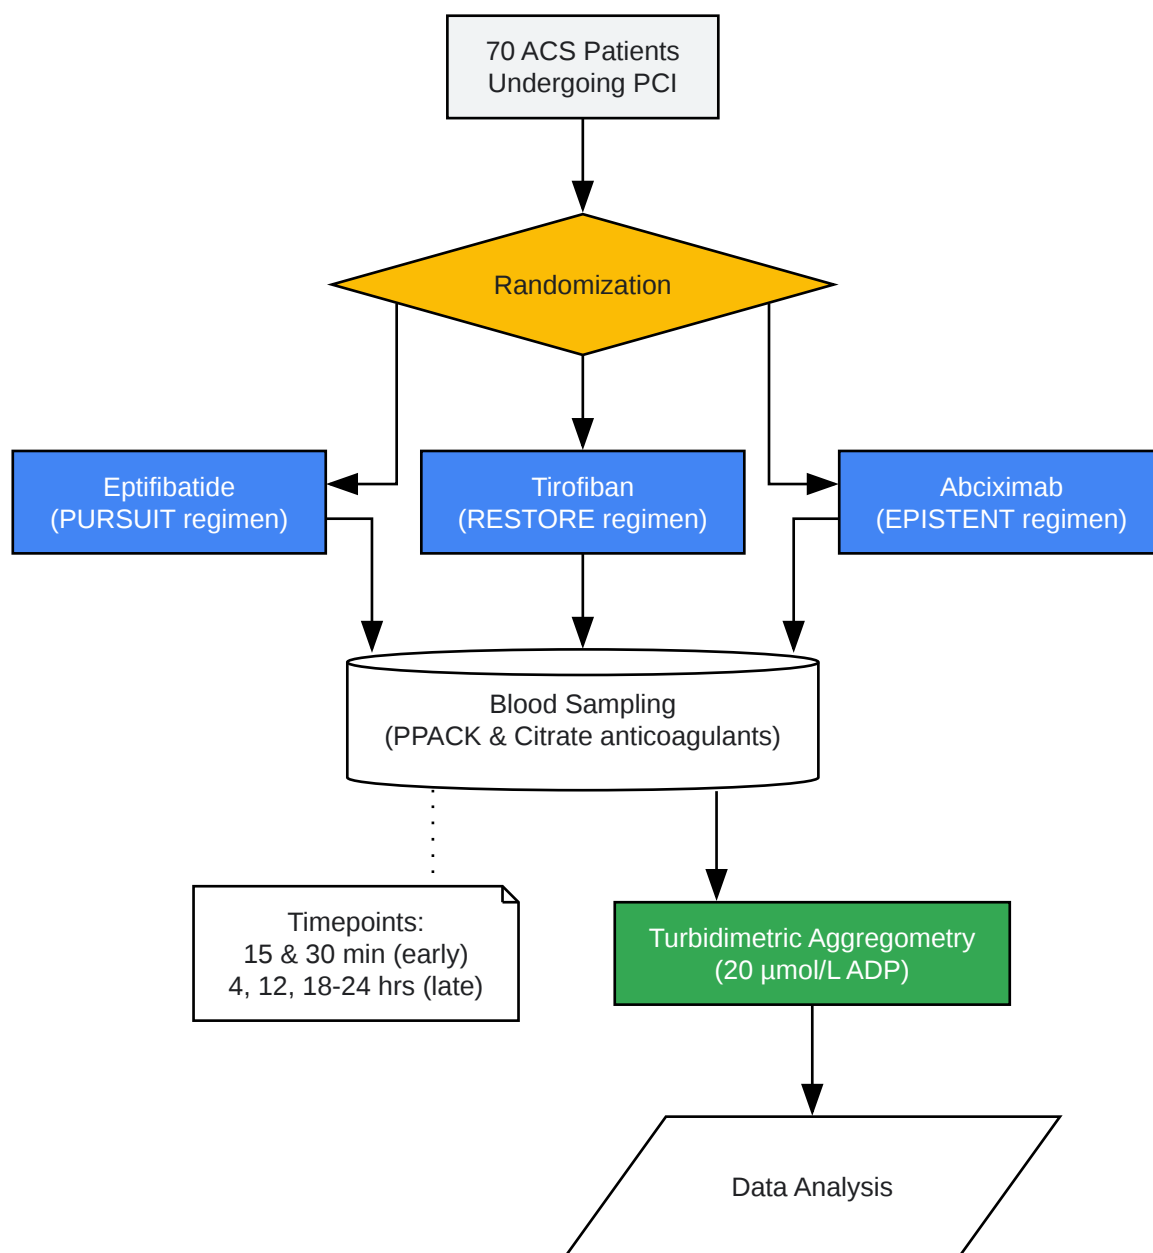 70 ACS Patients
Undergoing PCI
Randomization
Eptifibatide
(PURSUIT regimen)
Tirofiban
(RESTORE regimen)
Abciximab
(EPISTENT regimen)
Blood Sampling
(PPACK & Citrate anticoagulants)
Timepoints:
15 & 30 min (early)
4, 12, 18-24 hrs (late)
Turbidimetric Aggregometry
(20 µmol/L ADP)
Data Analysis